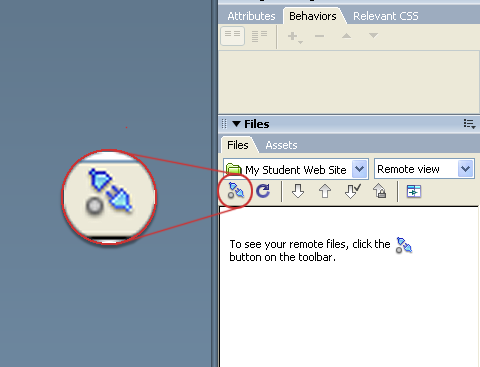 Attributes Behaviors Relevant CSS
Files
Files Assets
My Student Web Site Remote view
To see your remote files, click the
button on the toolbar.